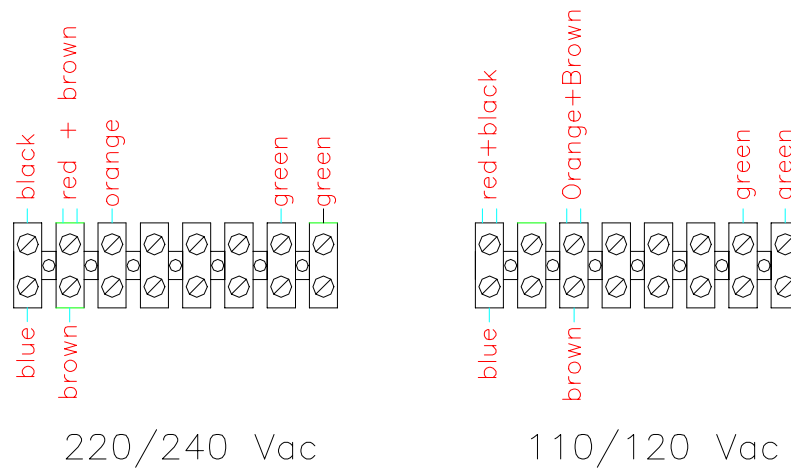 black
red + brown
orange
green
green
blue
brown
220/240 Vac
red+black
Orange+Brown
green
green
blue
brown
110/120 Vac